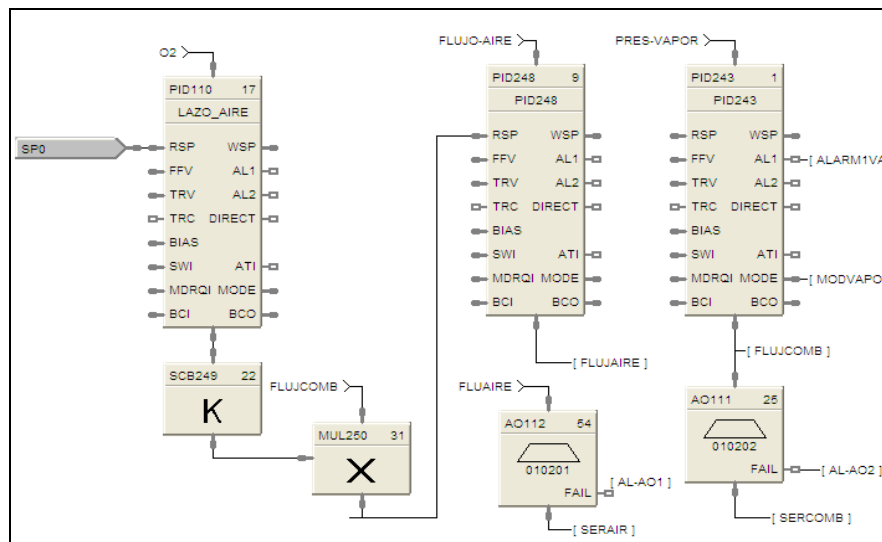 O2
PID110 17
LAZO_AIRE
SP0
RSP WSP
FFV AL1
TRV AL2
TRC DIRECT
BIAS
SWI ATI
MDRQI MODE
BCI BCO
SCB249 22
K
FLUJCOMB
MUL250 31
X
FLUJO-AIRE
PID248 9
PID248
RSP WSP
FFV AL1
TRV AL2
TRC DIRECT
BIAS
SWI ATI
MDRQI MODE
BCI BCO
[ FLUJAIRE ]
FLUAIRE
AO112 54
010201
FAIL
[ AL-AO1 ]
[ SERAIR ]
PRES-VAPOR
PID243 1
PID243
RSP WSP
FFV AL1
[ ALARM1VA
TRV AL2
TRC DIRECT
BIAS
SWI ATI
MDRQI MODE
[ MODVAPO
BCI BCO
[ FLUJCOMB ]
AO111 25
010202
FAIL
[ AL-AO2 ]
[ SERCOMB ]